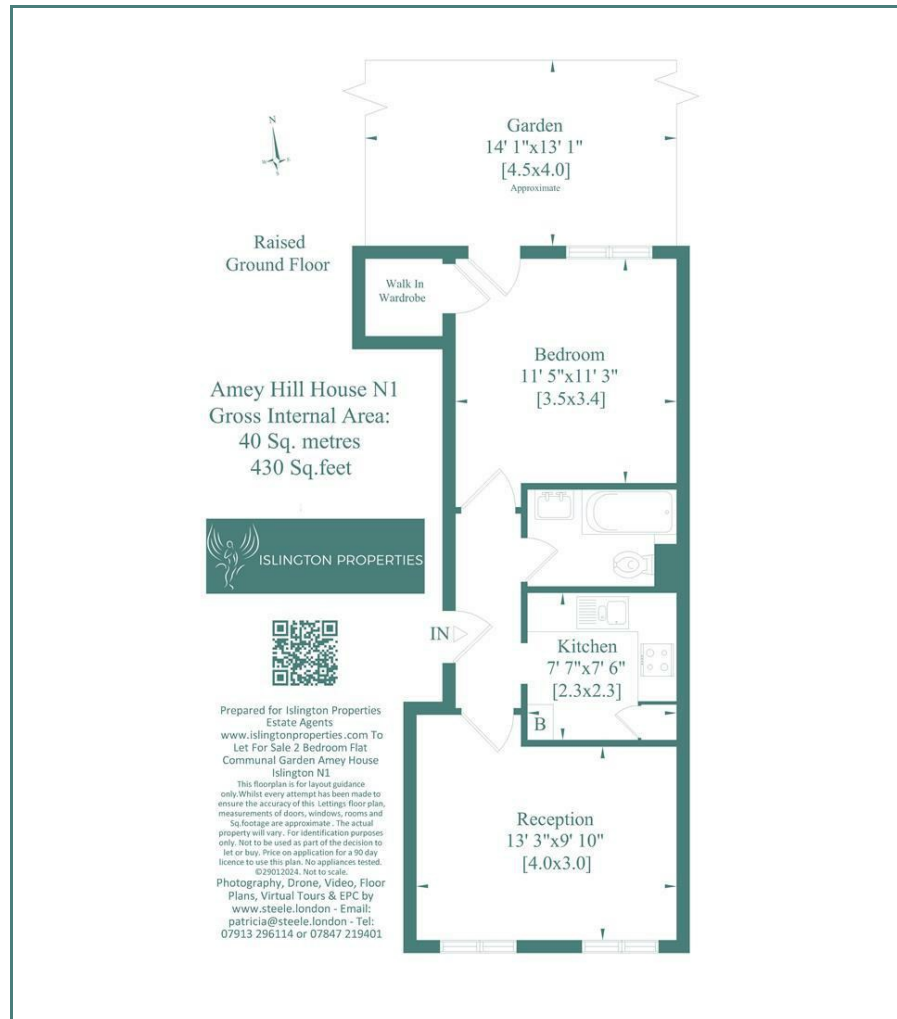 N
Garden
14' 1"x13' 1"
[4.5x4.0]
Approximate
Raised
Ground Floor
Walk In
Wardrobe
Bedroom
11' 5"x11' 3"
[3.5x3.4]
Amey Hill House N1
Gross Internal Area:
40 Sq. metres
430 Sq.feet
ISLINGTON PROPERTIES
IN
Kitchen
7' 7"x7' 6"
[2.3x2.3]
B
Prepared for Islington Properties
Estate Agents
www.islingtonproperties.com To
Let For Sale 2 Bedroom Flat
Communal Garden Amey House
Islington N1
This floorplan is for layout guidance
only.Whilst every attempt has been made to
ensure the accuracy of this Lettings floor plan,
measurements of doors, windows, rooms and
Sq.footage are approximate . The actual
property will vary . For identification purposes
only. Not to be used as part of the decision to
let or buy. Price on application for a 90 day
licence to use this plan. No appliances tested.
©29012024. Not to scale.
Photography, Drone, Video, Floor
Plans, Virtual Tours & EPC by
www.steele.london - Email:
patricia@steele.london - Tel:
07913 296114 or 07847 219401
Reception
13' 3"x9' 10"
[4.0x3.0]